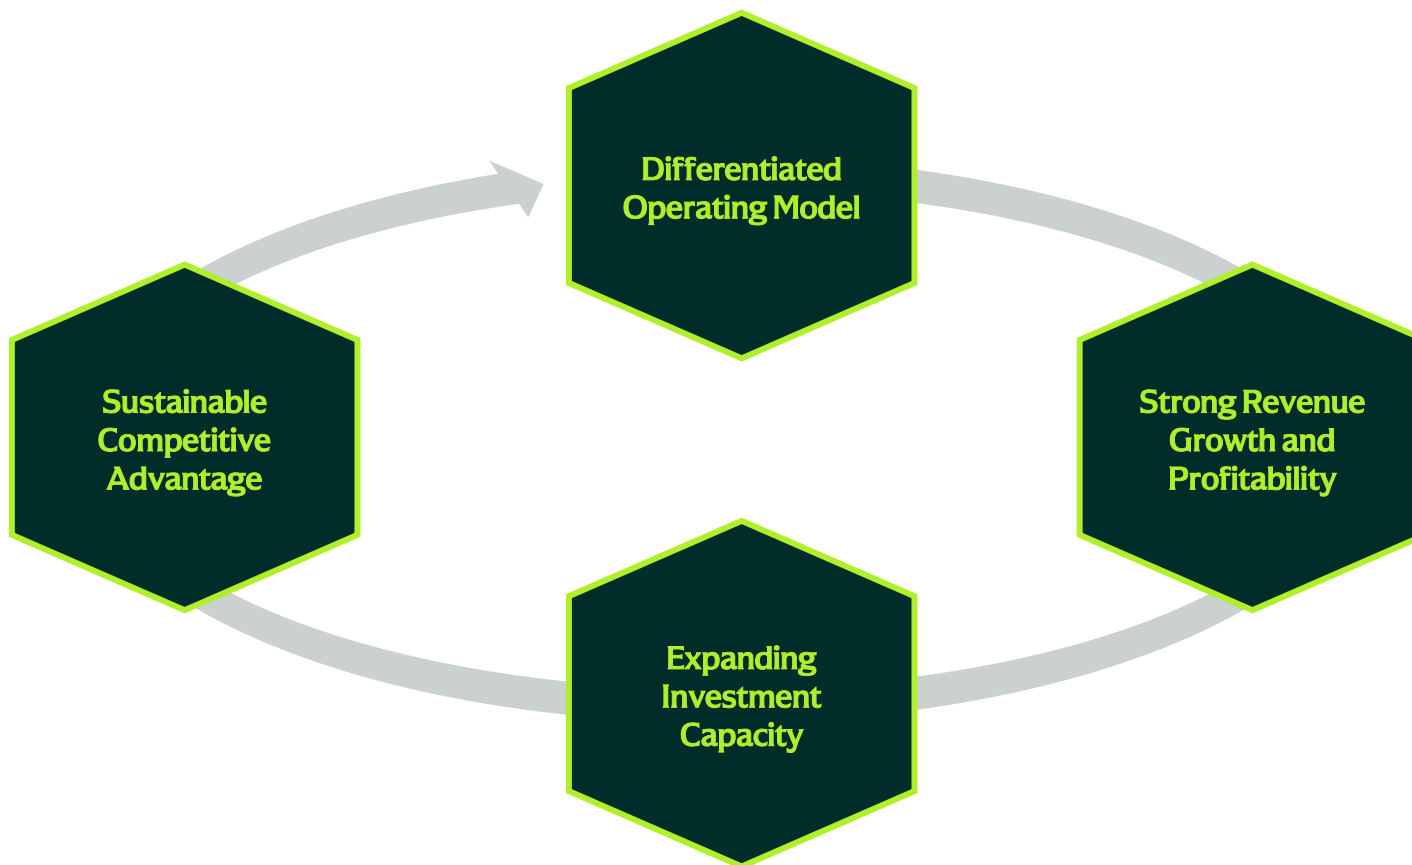 Differentiated
Operating Model
Strong Revenue
Growth and
Profitability
Expanding
Investment
Capacity
Sustainable
Competitive
Advantage